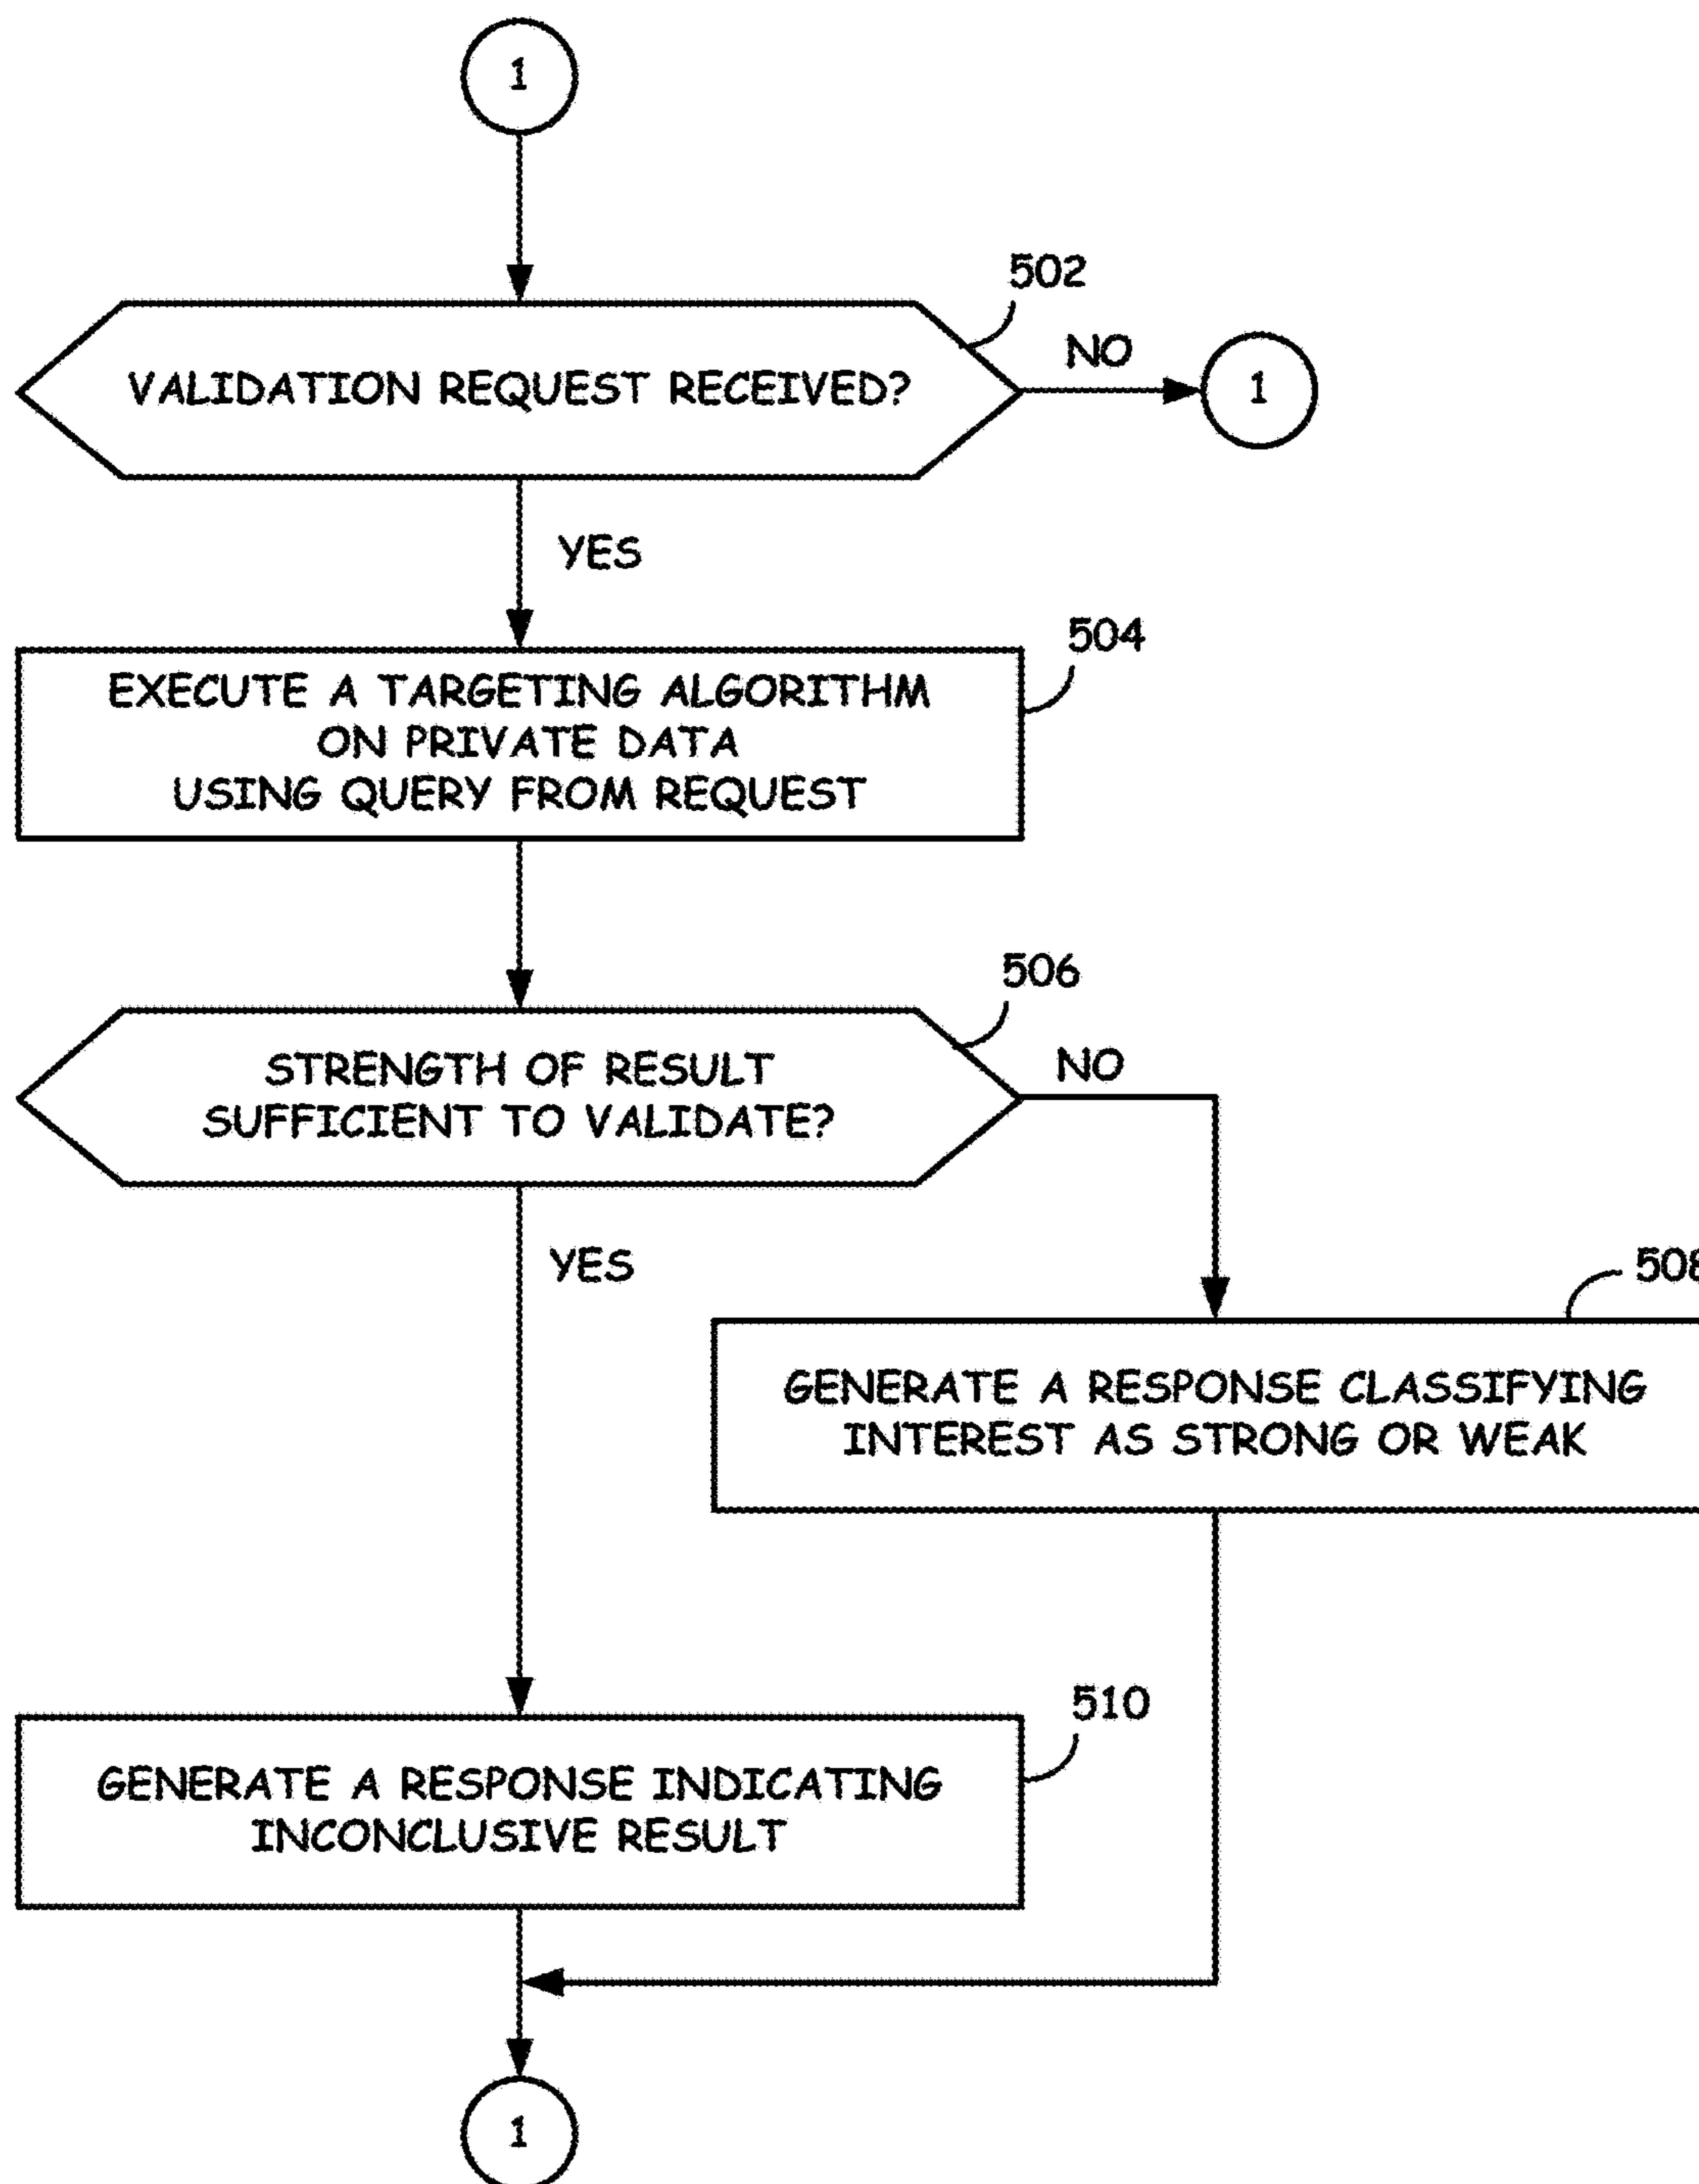 1
502
VALIDATION REQUEST RECEIVED?
NO
1
YES
504
EXECUTE A TARGETING ALGORITHM
ON PRIVATE DATA
USING QUERY FROM REQUEST
506
STRENGTH OF RESULT
SUFFICIENT TO VALIDATE?
NO
YES
508
GENERATE A RESPONSE CLASSIFYING
INTEREST AS STRONG OR WEAK
510
GENERATE A RESPONSE INDICATING
INCONCLUSIVE RESULT
1